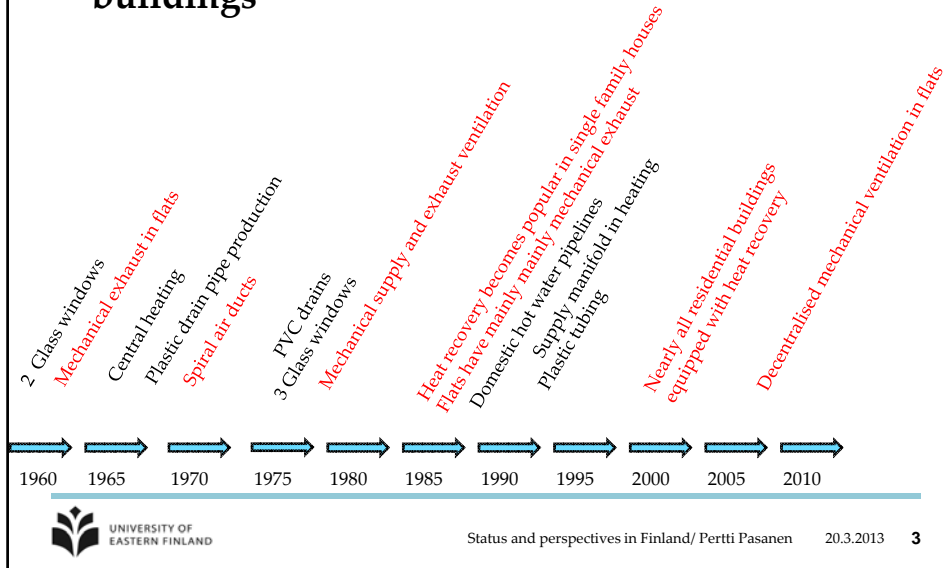 buildings
2 Glass windows
Mechanical exhaust in flats
Central heating
Plastic drain pipe production
Spiral air ducts
PVC drains
3 Glass windows
Mechanical supply and exhaust ventilation
Heat recovery becomes popular in single family houses
Flats have mainly mechanical exhaust
Domestic hot water pipelines
Supply manifold in heating
Plastic tubing
Nearly all residential buildings
equipped with heat recovery
Decentralised mechanical ventilation in flats
1960 1965 1970 1975 1980 1985 1990 1995 2000 2005 2010
UNIVERSITY OF
EASTERN FINLAND
Status and perspectives in Finland/ Pertti Pasanen 20.3.2013 3